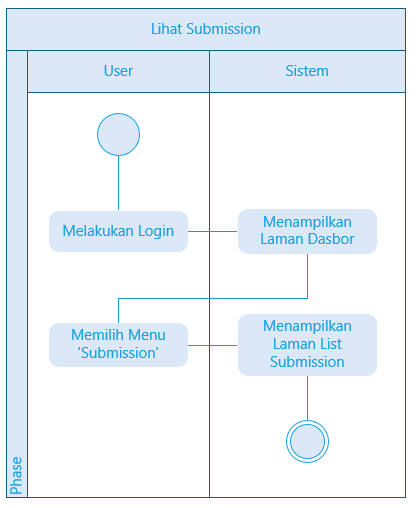 Lihat Submission
User
Sistem
Melakukan Login
Menampilkan
Laman Dasbor
Memilih Menu
'Submission'
Menampilkan
Laman List
Submission
Phase